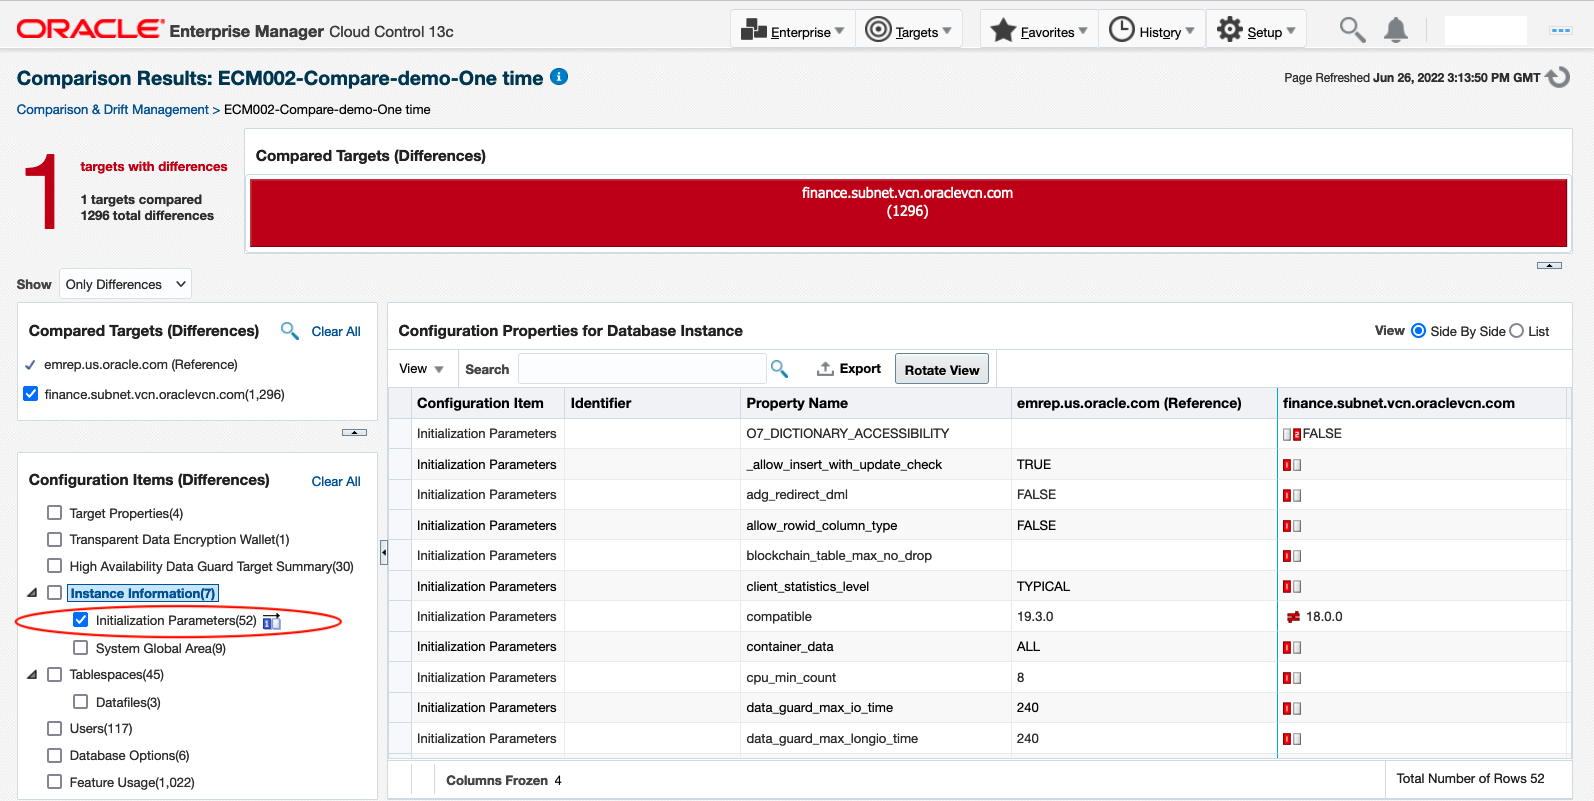 ORACLE Enterprise Manager Cloud Control 13c
Enterprise Targets Favorites History Setup
Comparison Results: ECM002-Compare-demo-One time
Page Refreshed Jun 26, 2022 3:13:50 PM GMT
Comparison & Drift Management > ECM002-Compare-demo-One time
1 targets with differences
1 targets compared
1296 total differences
Compared Targets (Differences)
finance.subnet.vcn.oraclevcn.com
(1296)
Show Only Differences
Compared Targets (Differences) Clear All
emrep.us.oracle.com (Reference)
finance.subnet.vcn.oraclevcn.com(1,296)
Configuration Items (Differences) Clear All
Target Properties(4)
Transparent Data Encryption Wallet(1)
High Availability Data Guard Target Summary(30)
Instance Information(7)
Initialization Parameters(52)
System Global Area(9)
Tablespaces(45)
Datafiles(3)
Users(117)
Database Options(6)
Feature Usage(1,022)
Configuration Properties for Database Instance
View Side By Side List
View Search Export Rotate View
Configuration Item Identifier Property Name emrep.us.oracle.com (Reference) finance.subnet.vcn.oraclevcn.com
Initialization Parameters O7_DICTIONARY_ACCESSIBILITY FALSE
Initialization Parameters _allow_insert_with_update_check TRUE
Initialization Parameters adg_redirect_dml FALSE
Initialization Parameters allow_rowid_column_type FALSE
Initialization Parameters blockchain_table_max_no_drop
Initialization Parameters client_statistics_level TYPICAL
Initialization Parameters compatible 19.3.0 18.0.0
Initialization Parameters container_data ALL
Initialization Parameters cpu_min_count 8
Initialization Parameters data_guard_max_io_time 240
Initialization Parameters data_guard_max_longio_time 240
Columns Frozen 4
Total Number of Rows 52